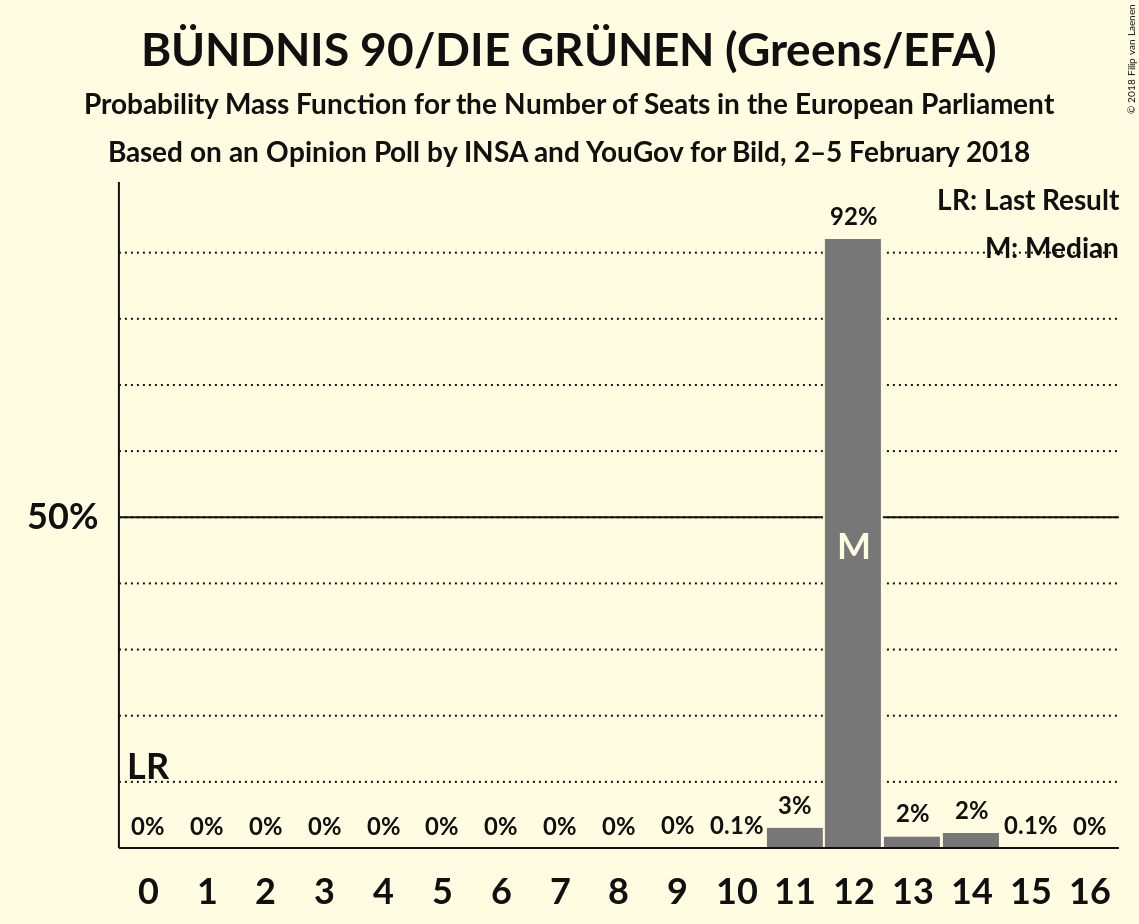 BÜNDNIS 90/DIE GRÜNEN (Greens/EFA)
Probability Mass Function for the Number of Seats in the European Parliament
Based on an Opinion Poll by INSA and YouGov for Bild, 2–5 February 2018
© 2018 Filip van Laenen
LR: Last Result
M: Median
92%
50%
M
LR
0% 0% 0% 0% 0% 0% 0% 0% 0% 0% 0.1% 3% 2% 2% 0.1% 0%
0 1 2 3 4 5 6 7 8 9 10 11 12 13 14 15 16